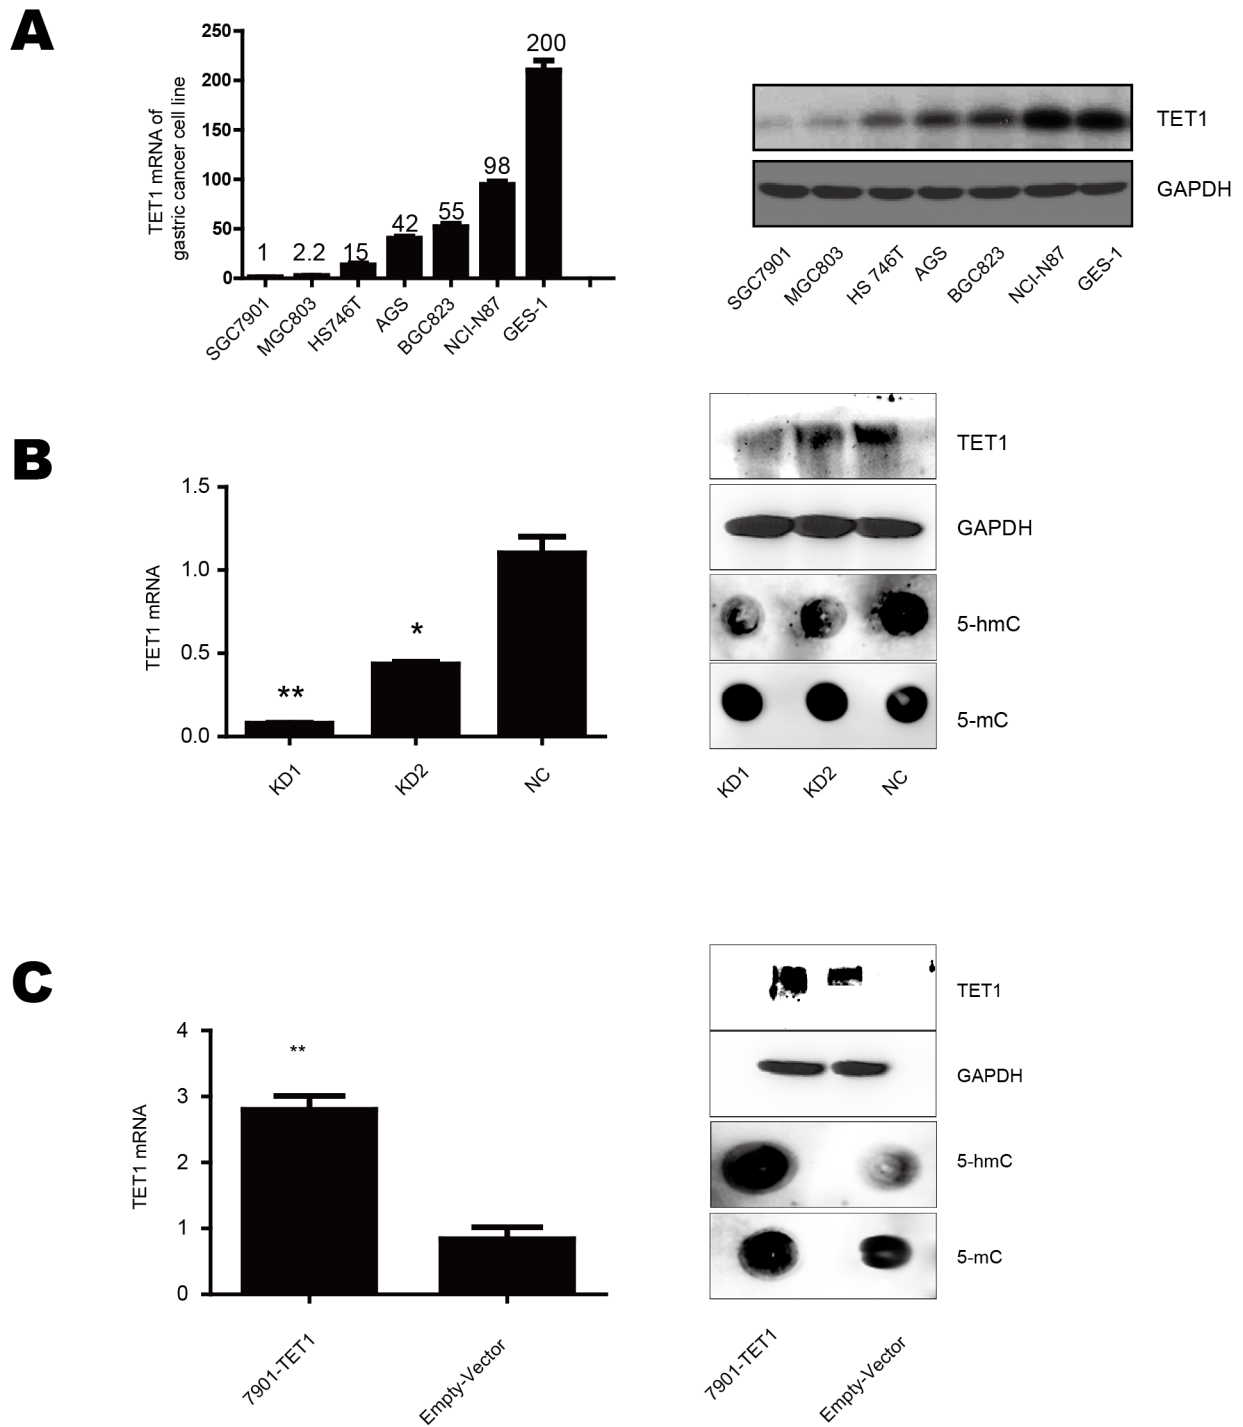 A
TET1 mRNA of
gastric cancer cell line
250
200
150
100
50
0
1
2.2
15
42
55
98
200
SGC7901
MGC803
HS746T
AGS
BGC823
NCI-N87
GES-1
TET1
GAPDH
SGC7901
MGC803
HS 746T
AGS
BGC823
NCI-N87
GES-1
B
TET1 mRNA
1.5
1.0
0.5
0.0
**
*
KD1
KD2
NC
TET1
GAPDH
5-hmC
5-mC
KD1
KD2
NC
C
TET1 mRNA
4
3
2
1
0
**
7901-TET1
Empty-Vector
TET1
GAPDH
5-hmC
5-mC
7901-TET1
Empty-Vector